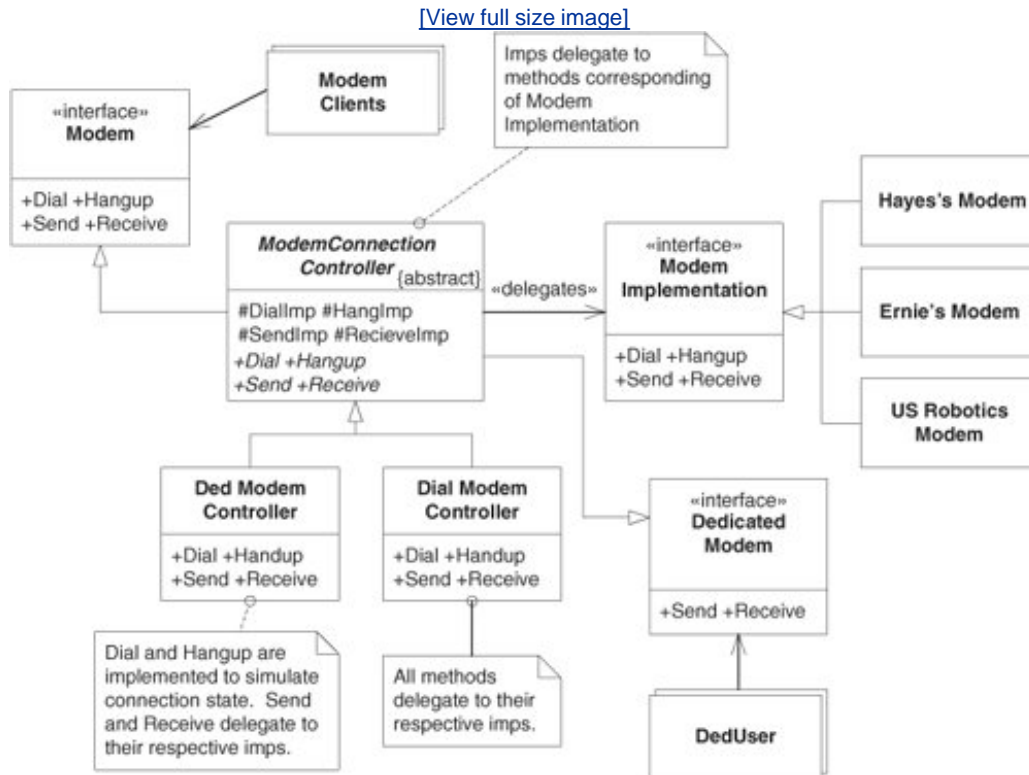 [View full size image]
Modem
Clients
Imps delegate to
methods corresponding
of Modem
Implementation
«interface»
Modem
+Dial +Hangup
+Send +Receive
ModemConnection
Controller
{abstract}
#DialImp #HangImp
#SendImp #RecieveImp
+Dial +Hangup
+Send +Receive
«delegates»
«interface»
Modem
Implementation
+Dial +Hangup
+Send +Receive
Hayes's Modem
Ernie's Modem
US Robotics
Modem
Ded Modem
Controller
+Dial +Handup
+Send +Receive
Dial Modem
Controller
+Dial +Handup
+Send +Receive
«interface»
Dedicated
Modem
+Send +Receive
Dial and Hangup are
implemented to simulate
connection state. Send
and Receive delegate to
their respective imps.
All methods
delegate to their
respective imps.
DedUser